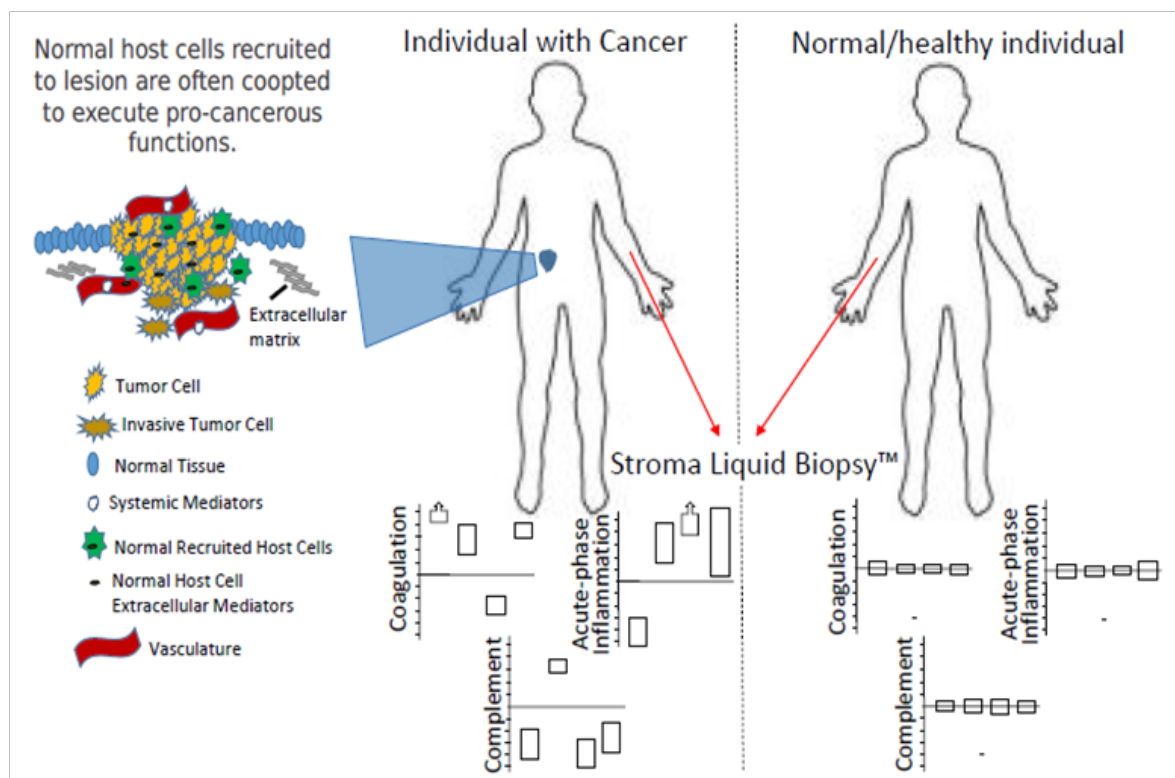 Normal host cells recruited
to lesion are often coopted
to execute pro-cancerous
functions.
Extracellular
matrix
Tumor Cell
Invasive Tumor Cell
Normal Tissue
Systemic Mediators
Normal Recruited Host Cells
Normal Host Cell
Extracellular Mediators
Vasculature
Individual with Cancer
Normal/healthy individual
Stroma Liquid Biopsy™
Coagulation
Acute-phase
Inflammation
Complement
Coagulation
Acute-phase
Inflammation
Complement